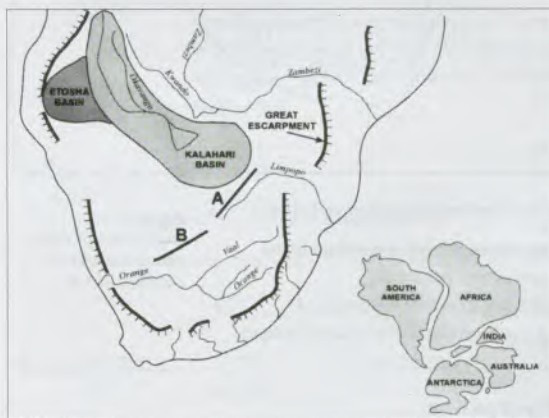 Zambezi
Kwando
Zambezi
Okavango
ETOSHA
BASIN
GREAT
ESCARPMENT
KALAHARI
BASIN
Limpopo
A
B
Vaal
Orange
Orange
SOUTH
AMERICA
AFRICA
INDIA
AUSTRALIA
ANTARCTICA